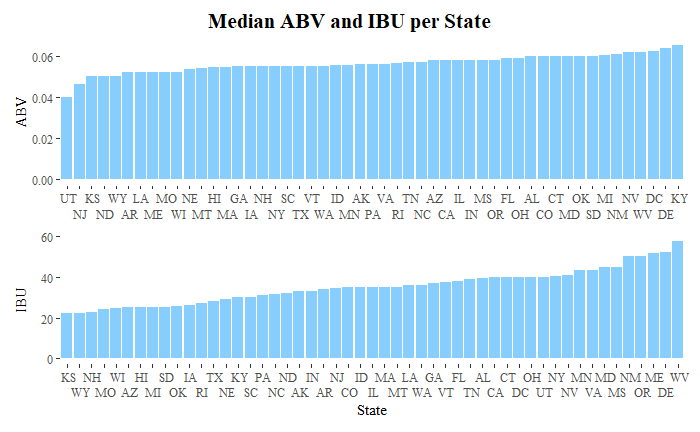 Median ABV and IBU per State
ABV
0.06
0.04
0.02
0.00
UT KS WY LA MO NE HI GA NH SC VT ID AK VA TN AZ IL MS FL AL CT OK MI NV DC KY
NJ ND AR ME WI MT MA IA NY TX WA MN PA RI NC CA IN OR OH CO MD SD NM WV DE
IBU
60
40
20
0
KS NH WI HI SD IA TX KY PA ND IN NJ ID MA LA GA FL AL CT OH NY MN MD NM ME WV
WY MO AZ MI OK RI NE SC NC AK AR CO IL MT WA VT TN CA DC UT NV VA MS OR DE
State